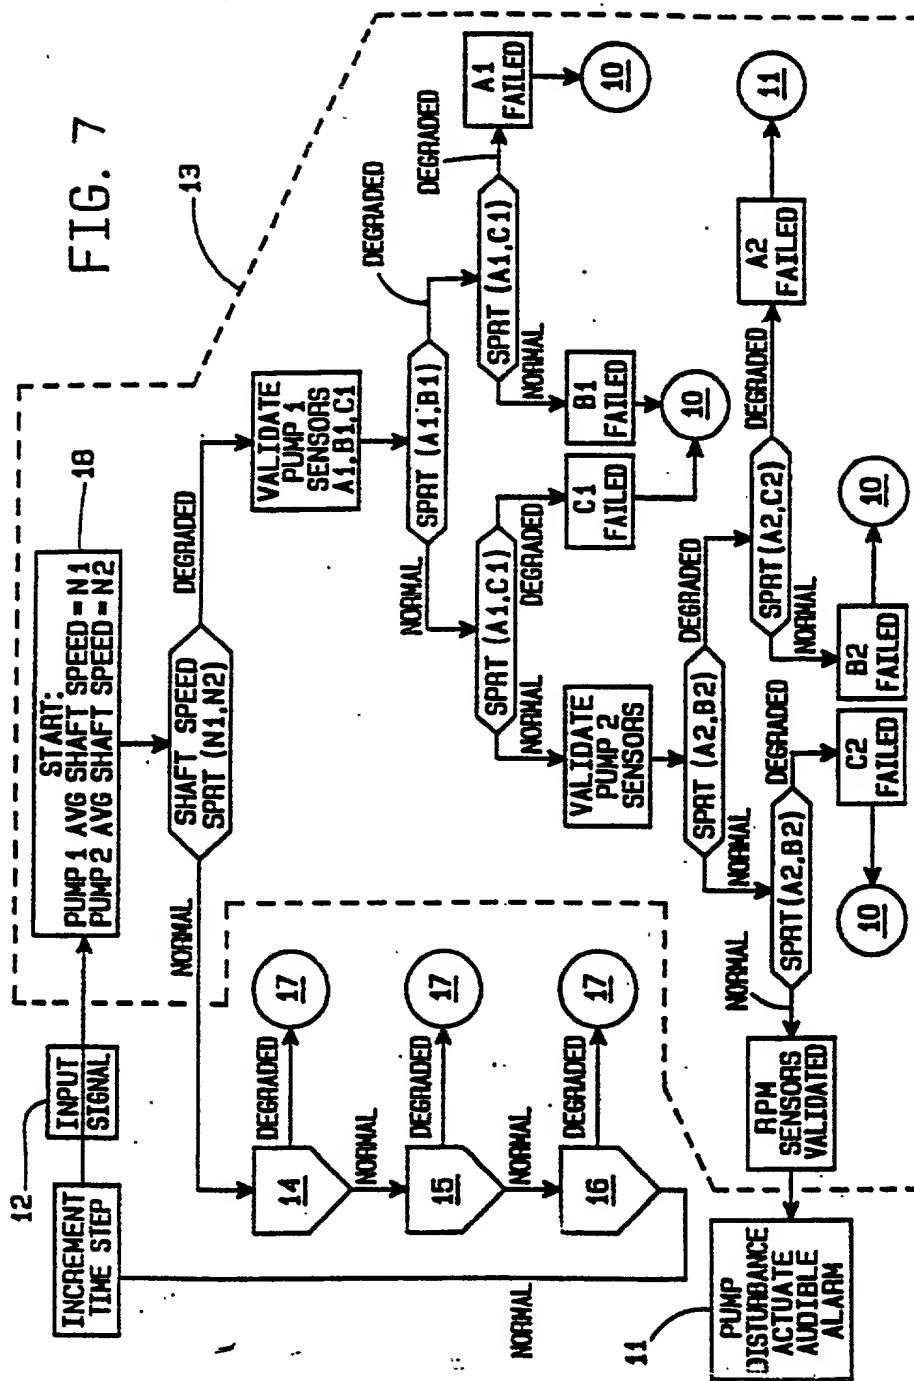 FIG. 7
13
18
START:
PUMP 1 AVG SHAFT SPEED=N1
PUMP 2 AVG SHAFT SPEED=N2
12
INPUT
SIGNAL
INCREMENT
TIME STEP
SHAFT SPEED
SPRT (N1,N2)
NORMAL
DEGRADED
14
DEGRADED
17
NORMAL
15
DEGRADED
17
NORMAL
16
DEGRADED
17
NORMAL
VALIDATE
PUMP 1
SENSORS
A1,B1,C1
SPRT (A1,B1)
NORMAL
DEGRADED
SPRT (A1,C1)
DEGRADED
A1
FAILED
10
NORMAL
B1
FAILED
10
SPRT (A1,C1)
DEGRADED
C1
FAILED
NORMAL
VALIDATE
PUMP 2
SENSORS
SPRT (A2,B2)
NORMAL
DEGRADED
SPRT (A2,C2)
DEGRADED
A2
FAILED
11
NORMAL
B2
FAILED
10
SPRT(A2,B2)
DEGRADED
C2
FAILED
10
NORMAL
RPM
SENSORS
VALIDATED
11
PUMP
DISTURBANCE
ACTUATE
AUDIBLE
ALARM